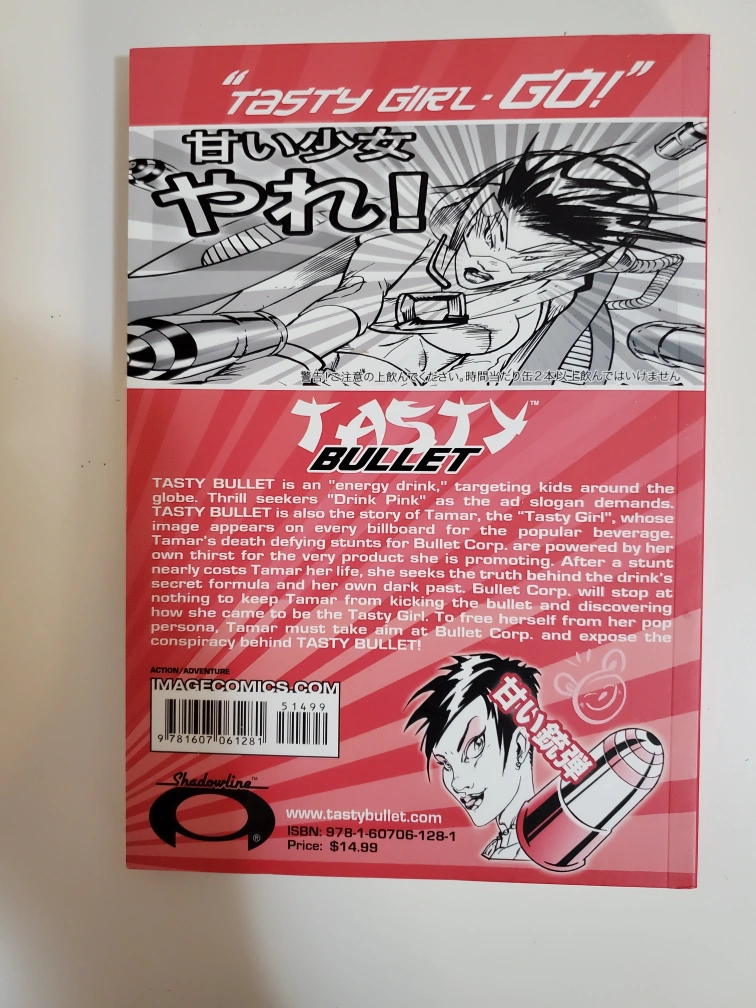 "TASTY GIRL - GO!"
甘い少女
やれ!
警告!ご注意の上飲んでください。時間当たり缶2本以上飲んではいけません
TASTY™
BULLET
TASTY BULLET is an "energy drink," targeting kids around the
globe. Thrill seekers "Drink Pink" as the ad slogan demands.
TASTY BULLET is also the story of Tamar, the "Tasty Girl", whose
image appears on every billboard for the popular beverage.
Tamar's death defying stunts for Bullet Corp. are powered by her
own thirst for the very product she is promoting. After a stunt
nearly costs Tamar her life, she seeks the truth behind the drink's
secret formula and her own dark past. Bullet Corp. will stop at
nothing to keep Tamar from kicking the bullet and discovering
how she came to be the Tasty Girl. To free herself from her pop
persona, Tamar must take aim at Bullet Corp. and expose the
conspiracy behind TASTY BULLET!
ACTION/ADVENTURE
IMAGECOMICS.COM
51499
9 781607 061281
甘い銃弾
Shadowline™
®
www.tastybullet.com
ISBN: 978-1-60706-128-1
Price: $14.99